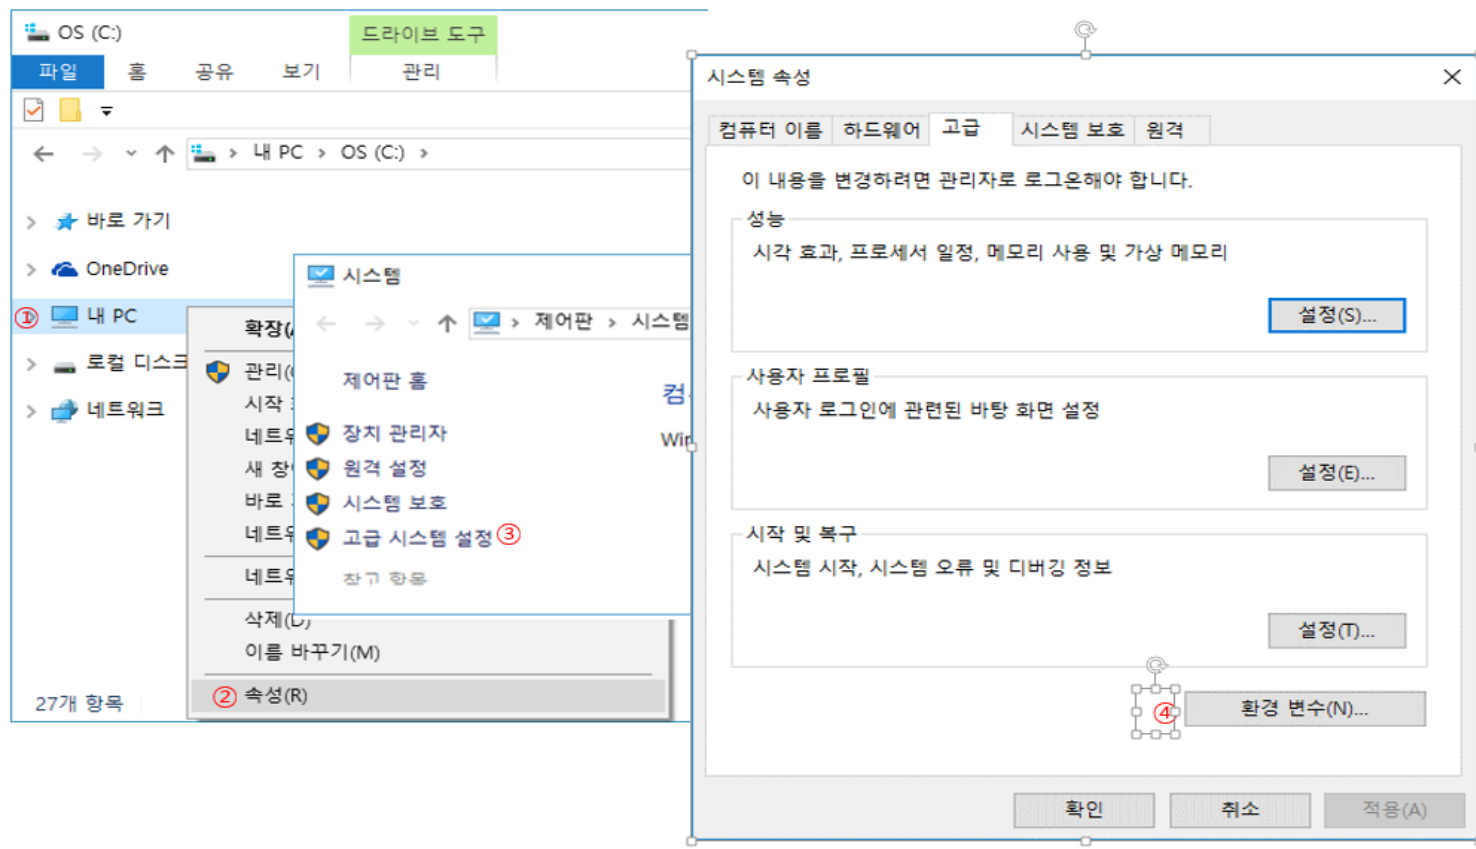 OS (C:)
드라이브 도구
파일
홈
공유
보기
관리
내 PC
OS (C:)
바로 가기
OneDrive
① 내 PC
로컬 디스크
네트워크
27개 항목
확장(
관리(
시작
네트워
새 창
바로
네트워
네트워
삭제(D)
이름 바꾸기(M)
② 속성(R)
시스템
제어판
시스템
제어판 홈
장치 관리자
원격 설정
시스템 보호
고급 시스템 설정 ③
참고 항목
컴
Win
시스템 속성
컴퓨터 이름
하드웨어
고급
시스템 보호
원격
이 내용을 변경하려면 관리자로 로그온해야 합니다.
성능
시각 효과, 프로세서 일정, 메모리 사용 및 가상 메모리
설정(S)...
사용자 프로필
사용자 로그인에 관련된 바탕 화면 설정
설정(E)...
시작 및 복구
시스템 시작, 시스템 오류 및 디버깅 정보
설정(T)...
④ 환경 변수(N)...
확인
취소
적용(A)